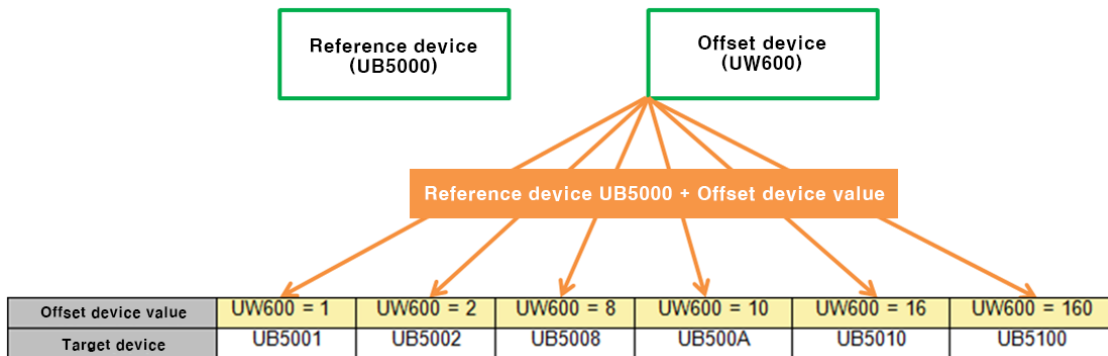 Reference device
(UB5000)
Offset device
(UW600)
Reference device UB5000 + Offset device value
Offset device value UW600 = 1 UW600 = 2 UW600 = 8 UW600 = 10 UW600 = 16 UW600 = 160
Target device UB5001 UB5002 UB5008 UB500A UB5010 UB5100